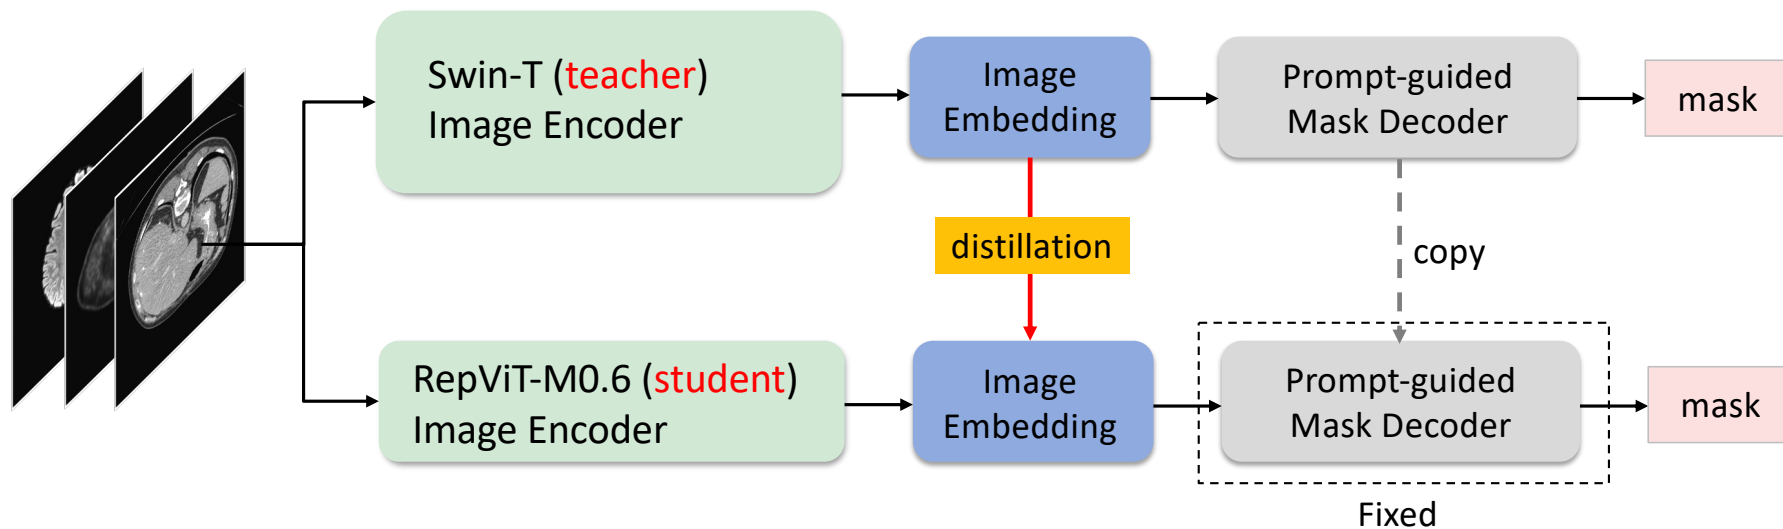 Swin-T (teacher)
Image Encoder
Image
Embedding
Prompt-guided
Mask Decoder
mask
distillation
copy
RepViT-M0.6 (student)
Image Encoder
Image
Embedding
Prompt-guided
Mask Decoder
mask
Fixed